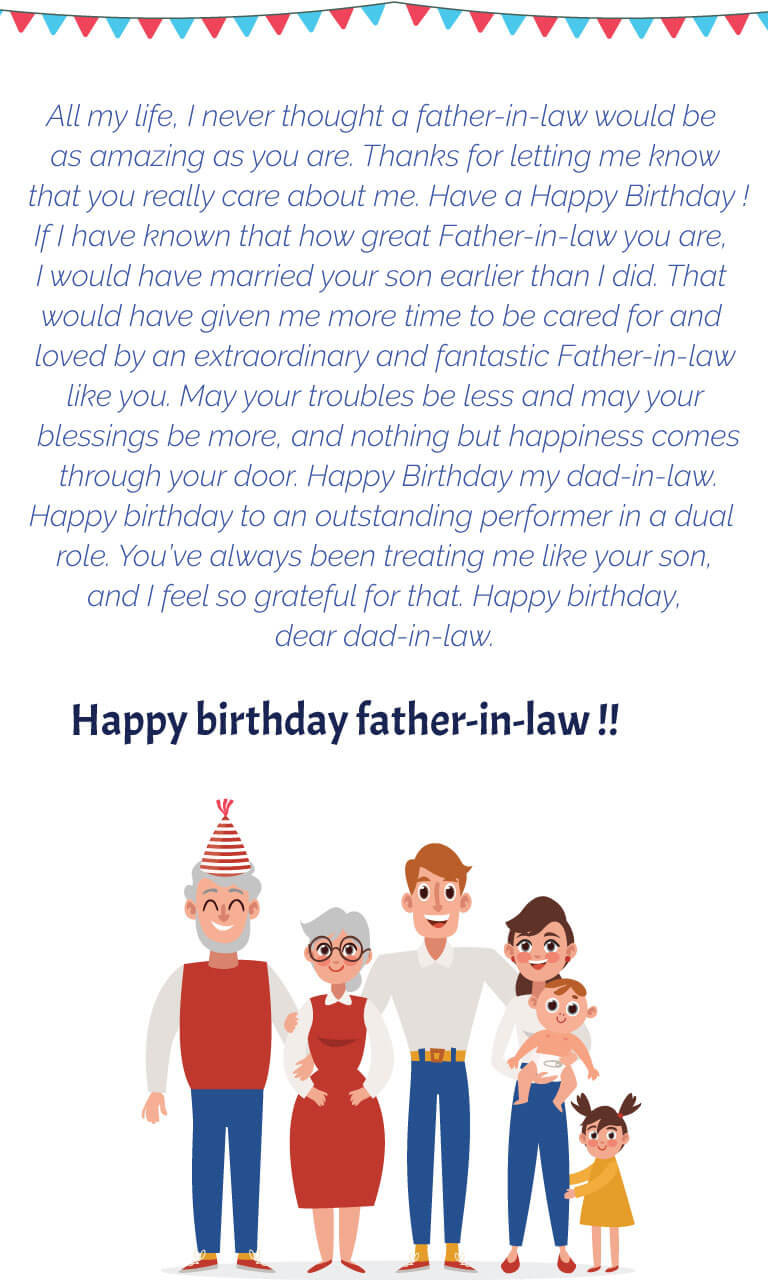 All my life, I never thought a father-in-law would be
as amazing as you are. Thanks for letting me know
that you really care about me. Have a Happy Birthday !
If I have known that how great Father-in-law you are,
I would have married your son earlier than I did. That
would have given me more time to be cared for and
loved by an extraordinary and fantastic Father-in-law
like you. May your troubles be less and may your
blessings be more, and nothing but happiness comes
through your door. Happy Birthday my dad-in-law.
Happy birthday to an outstanding performer in a dual
role. You’ve always been treating me like your son,
and I feel so grateful for that. Happy birthday,
dear dad-in-law.
Happy birthday father-in-law !!